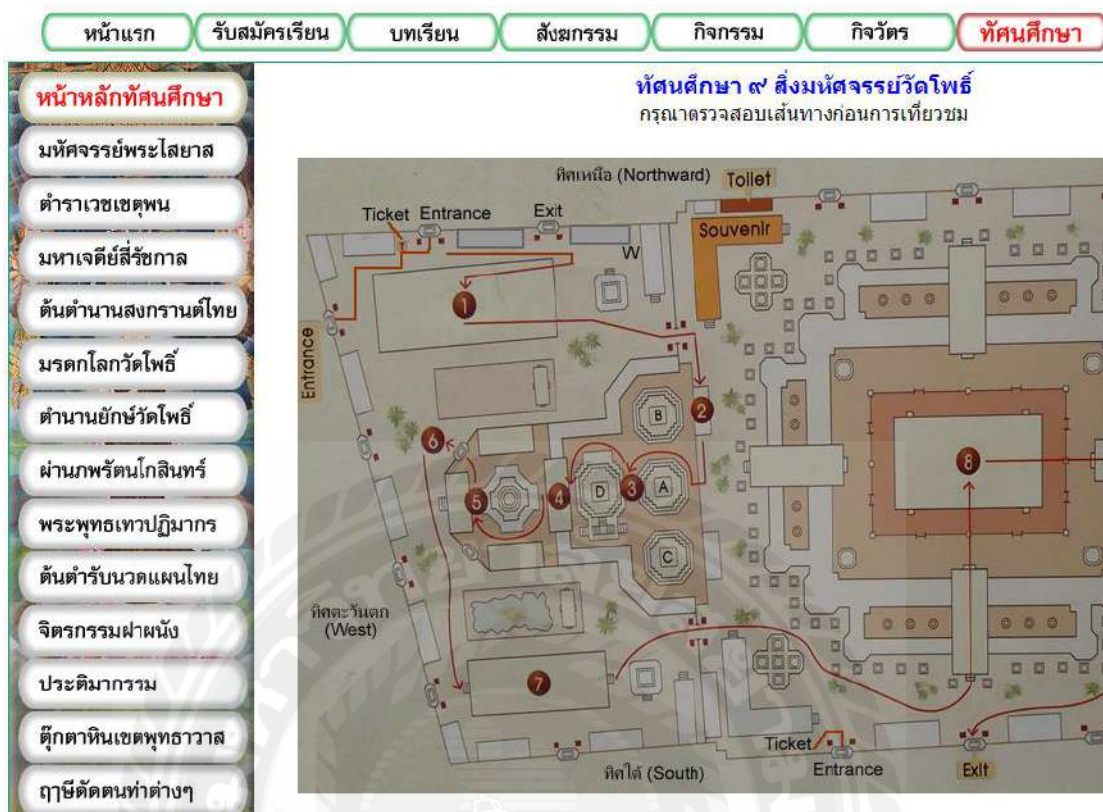 หน้าแรก
รับสมัครเรียน
บทเรียน
สังฆกรรม
กิจกรรม
กิจวัตร
ทัศนศึกษา
หน้าหลักทัศนศึกษา
มหัศจรรย์พระไสยาส
ตำราเวชเชตุพน
มหาเจดีย์สี่รัชกาล
ต้นตำนานสงกรานต์ไทย
มรดกโลกวัดโพธิ์
ตำนานยักษ์วัดโพธิ์
ผ่านภพรัตนโกสินทร์
พระพุทธเทวปฏิมากร
ต้นตำรับนวดแผนไทย
จิตรกรรมฝาผนัง
ประติมากรรม
ตุ๊กตาหินเขตพุทธาวาส
ฤๅษีดัดตนท่าต่างๆ
ทัศนศึกษา ๙ สิ่งมหัศจรรย์วัดโพธิ์
กรุณาตรวจสอบเส้นทางก่อนการเที่ยวชม
ทิศเหนือ (Northward)
Toilet
Ticket Entrance
Exit
Souvenir
W
1
Entrance
B
2
6
8
3
A
5
4
D
C
ทิศตะวันตก
(West)
7
Ticket
ทิศใต้ (South)
Entrance
Exit